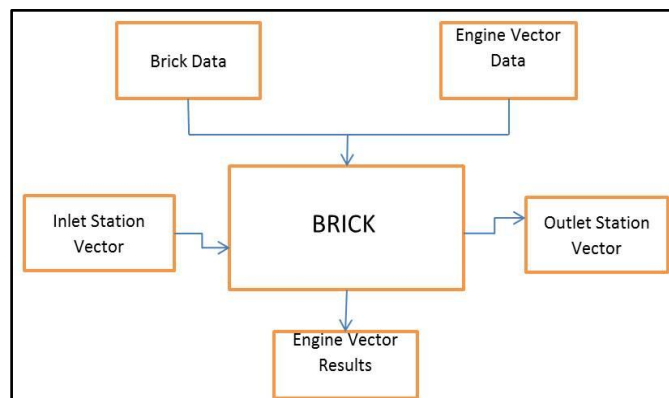 Brick Data
Engine Vector
Data
Inlet Station
Vector
BRICK
Outlet Station
Vector
Engine Vector
Results